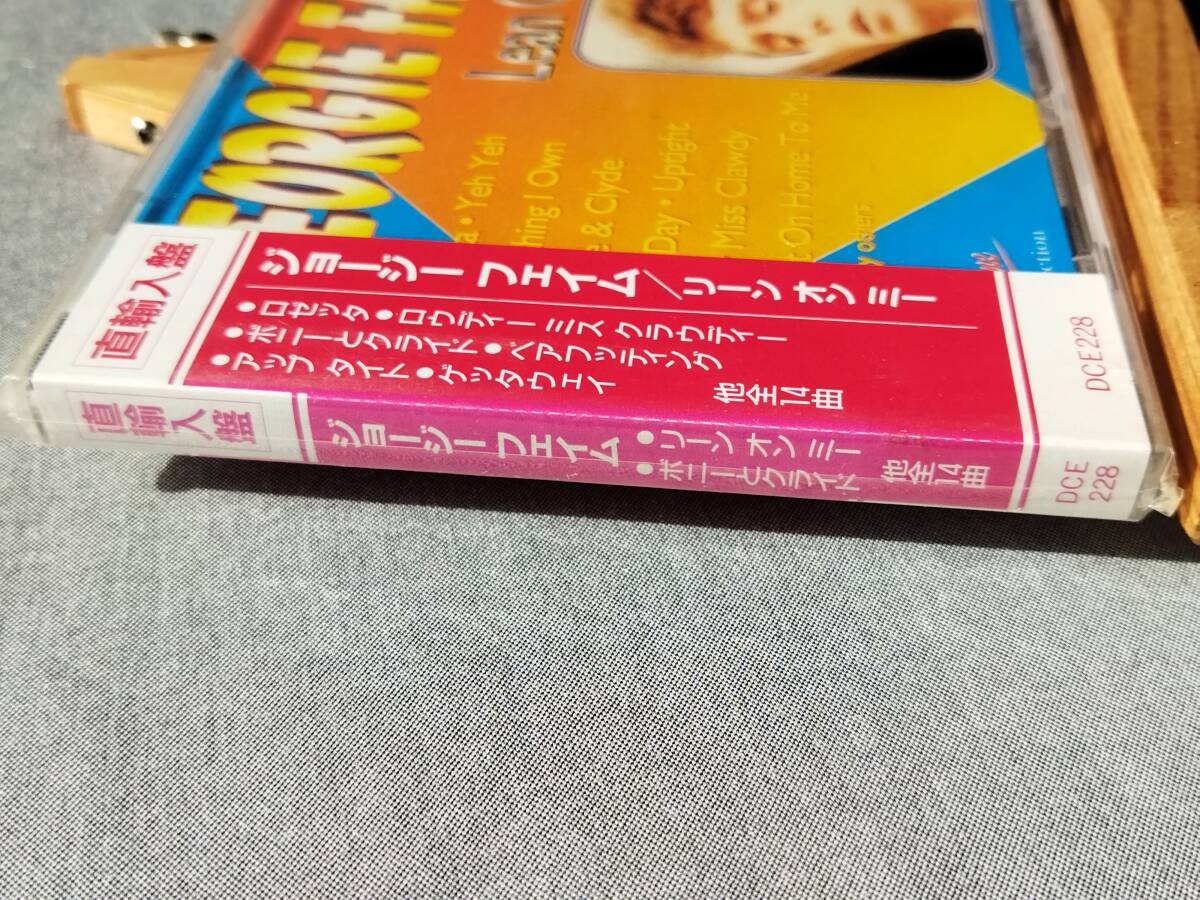 EORGIE
Lean
Yeh Yeh
I Own
& Clyde
Day • Uptight
Miss Clawdy
On Home To Me
直輸入盤
ジョージー フェイム/リーン オン ミー
●ロゼッタ●ロウディー ミス クラウディー
●ボニーとクライド●ベアフッティング
●アップ タイト●ゲッタウェイ
他全14曲
DCE228
直輸入盤
ジョージー フェイム
●リーン オン ミー
●ボニーとクライド
他全14曲
DCE
228